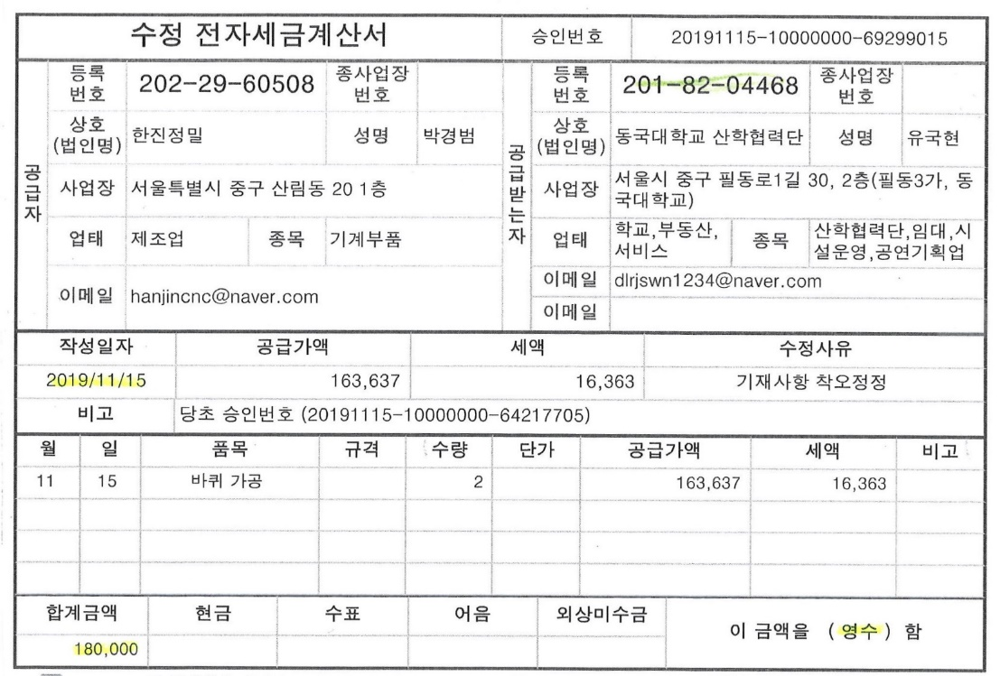 수정 전자세금계산서
승인번호 20191115-10000000-69299015
공급자
등록번호 202-29-60508 종사업장번호
상호(법인명) 한진정밀 성명 박경범
사업장 서울특별시 중구 산림동 20 1층
업태 제조업 종목 기계부품
이메일 hanjincnc@naver.com
공급받는자
등록번호 201-82-04468 종사업장번호
상호(법인명) 동국대학교 산학협력단 성명 유국현
사업장 서울시 중구 필동로1길 30, 2층(필동3가, 동
국대학교)
업태 학교,부동산, 종목 산학협력단,임대,시
서비스 설운영,공연기획업
이메일 dlrjswn1234@naver.com
이메일
작성일자 공급가액 세액 수정사유
2019/11/15 163,637 16,363 기재사항 착오정정
비고 당초 승인번호 (20191115-10000000-64217705)
월 일 품목 규격 수량 단가 공급가액 세액 비고
11 15 바퀴 가공 2 163,637 16,363
합계금액 현금 수표 어음 외상미수금 이 금액을 ( 영수 ) 함
180,000